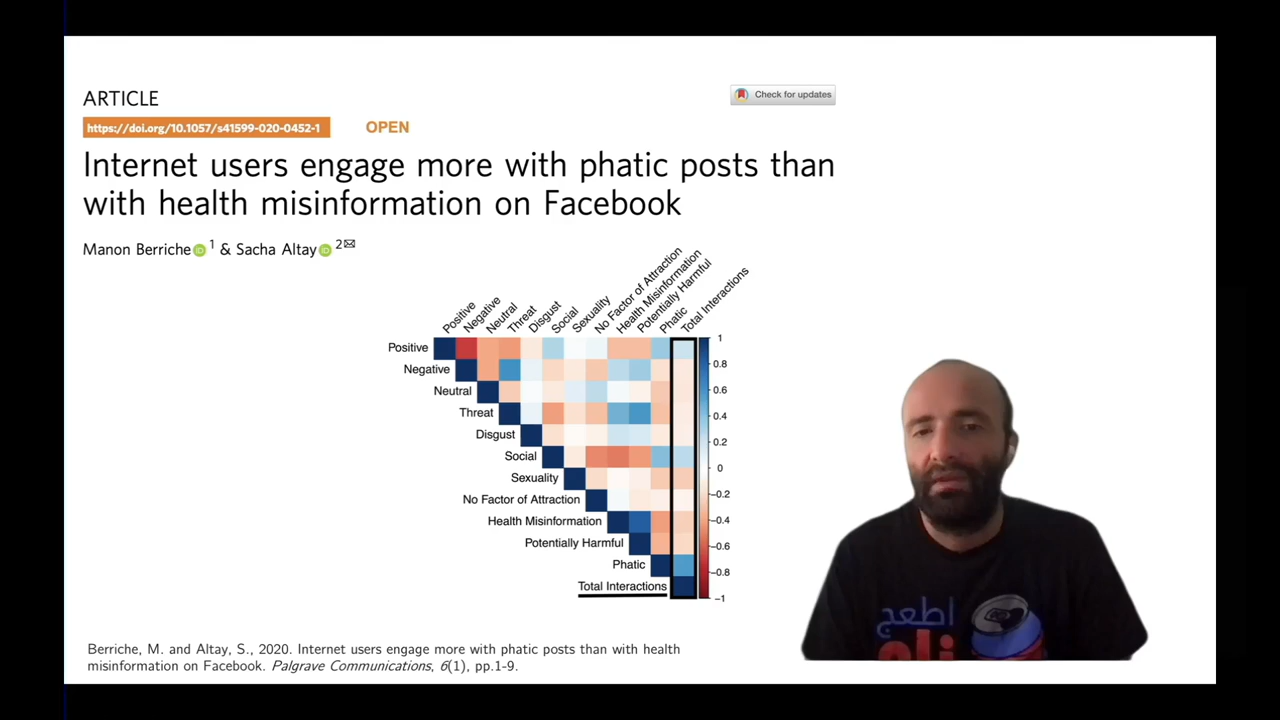 ARTICLE
Check for updates
https://doi.org/10.1057/s41599-020-0452-1
OPEN
Internet users engage more with phatic posts than
with health misinformation on Facebook
Manon Berriche 1 & Sacha Altay 2✉
Positive
Negative
Neutral
Threat
Disgust
Social
Sexuality
No Factor of Attraction
Health Misinformation
Potentially Harmful
Phatic
Total Interactions
Positive
Negative
Neutral
Threat
Disgust
Social
Sexuality
No Factor of Attraction
Health Misinformation
Potentially Harmful
Phatic
Total Interactions
1
0.8
0.6
0.4
0.2
0
−0.2
−0.4
−0.6
−0.8
−1
Berriche, M. and Altay, S., 2020. Internet users engage more with phatic posts than with health
misinformation on Facebook. Palgrave Communications, 6(1), pp.1-9.